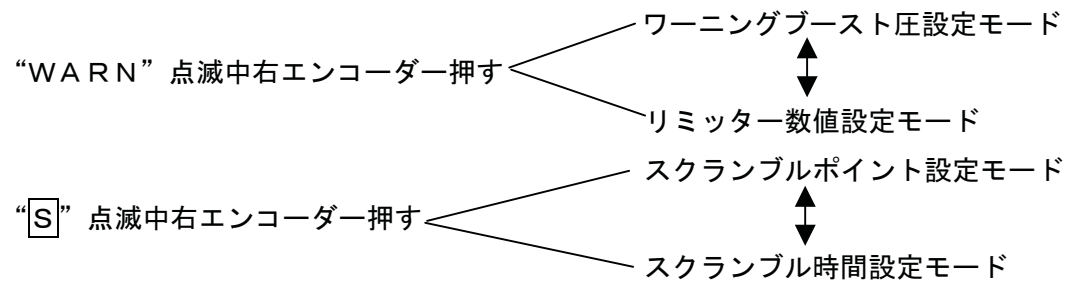 ワーニングブースト圧設定モード
“ＷＡＲＮ”点滅中右エンコーダー押す
リミッター数値設定モード
スクランブルポイント設定モード
“S”点滅中右エンコーダー押す
スクランブル時間設定モード